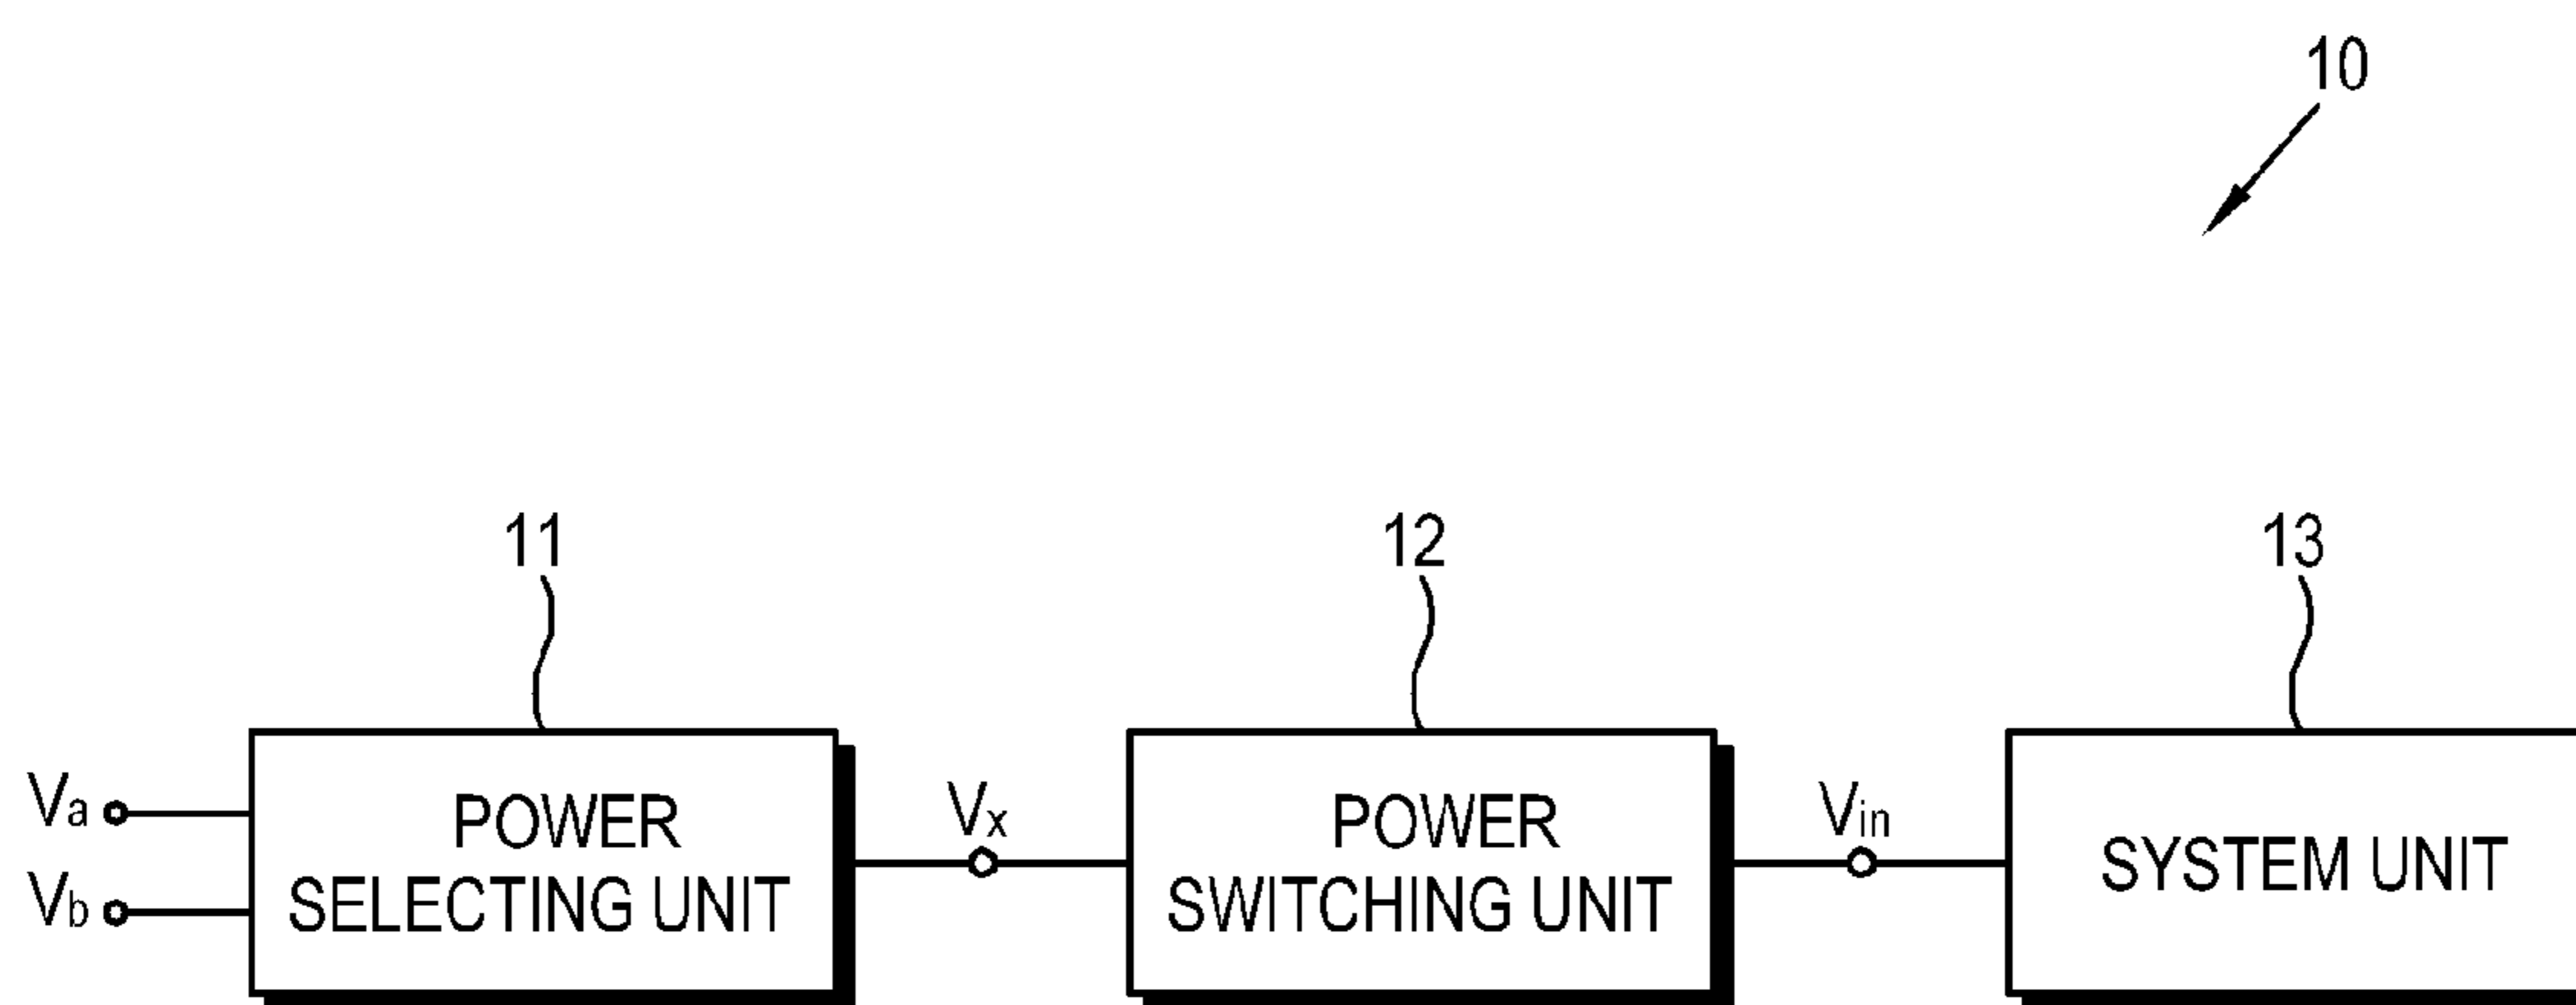 10
11
12
13
Va
Vb
POWER
SELECTING UNIT
Vx
POWER
SWITCHING UNIT
Vin
SYSTEM UNIT